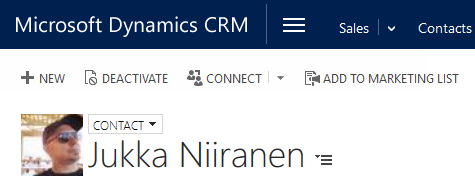 Microsoft Dynamics CRM Sales Contacts
NEW DEACTIVATE CONNECT ADD TO MARKETING LIST
CONTACT
Jukka Niiranen